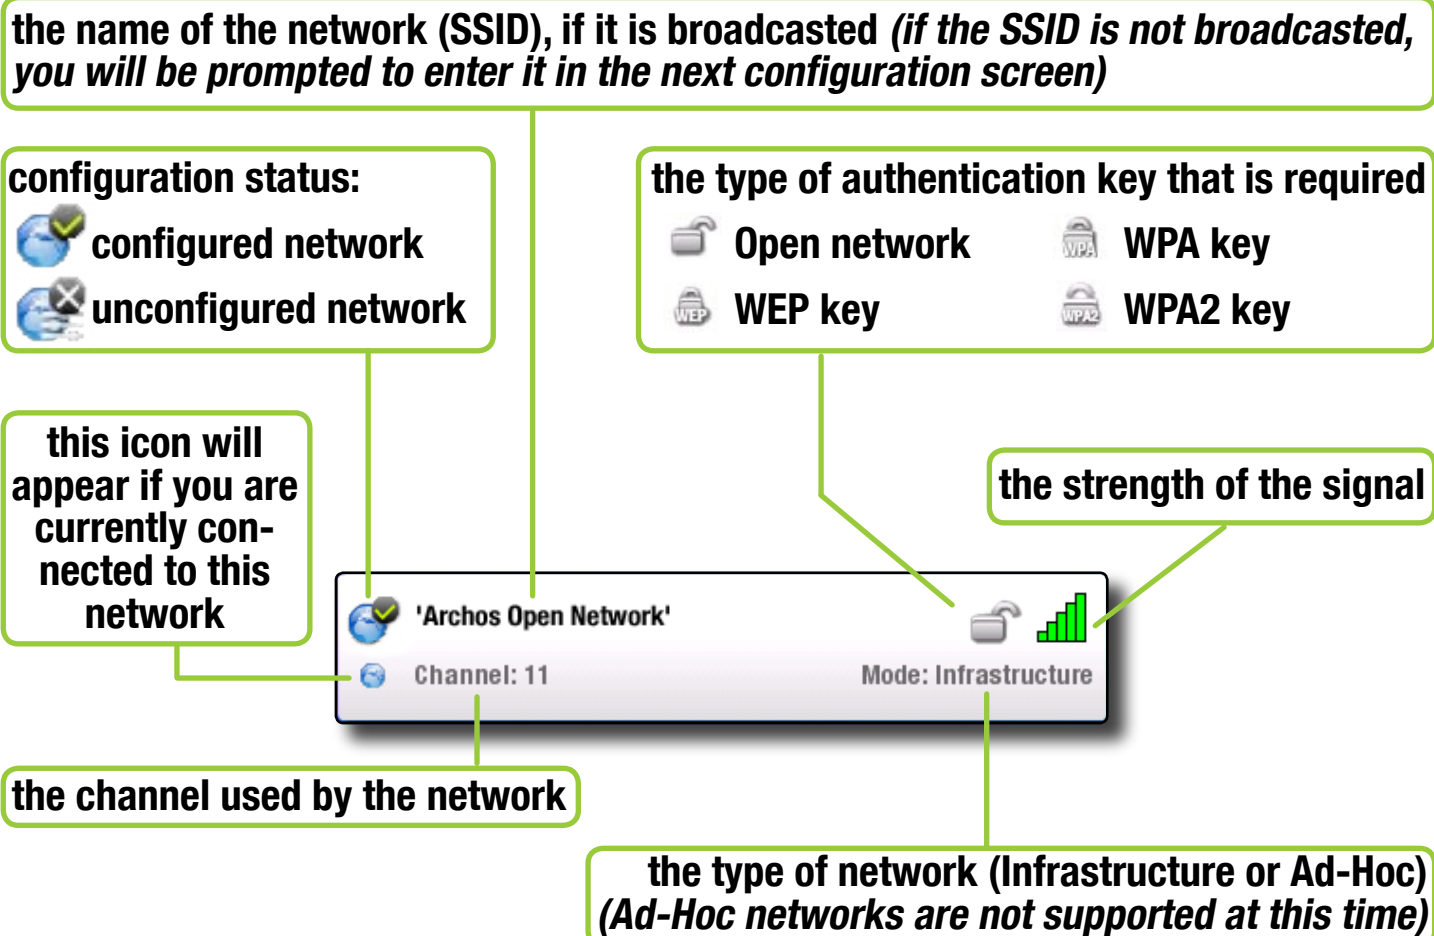 the name of the network (SSID), if it is broadcasted (if the SSID is not broadcasted,
you will be prompted to enter it in the next configuration screen)
configuration status:
configured network
unconfigured network
the type of authentication key that is required
Open network
WPA key
WPA
WEP key
WEP
WPA2 key
WPA2
this icon will
appear if you are
currently con-
nected to this
network
the strength of the signal
'Archos Open Network'
Channel: 11
Mode: Infrastructure
the channel used by the network
the type of network (Infrastructure or Ad-Hoc)
(Ad-Hoc networks are not supported at this time)